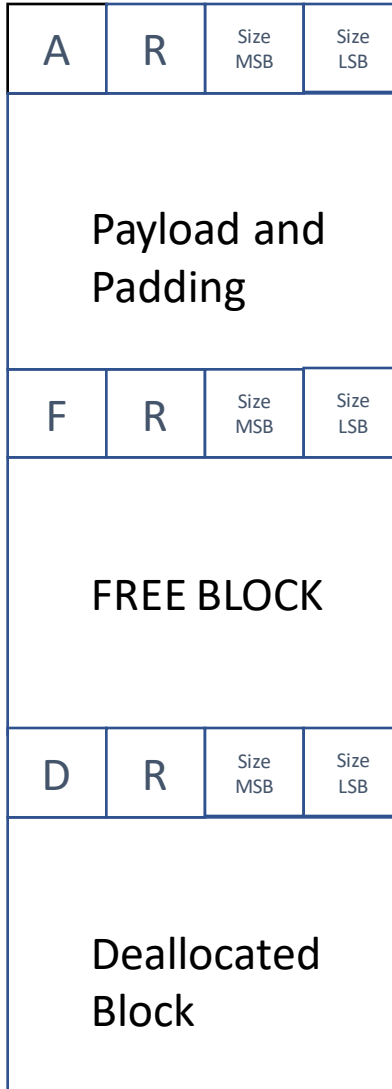 A R Size MSB Size LSB
Payload and
Padding
F R Size MSB Size LSB
FREE BLOCK
D R Size MSB Size LSB
Deallocated
Block